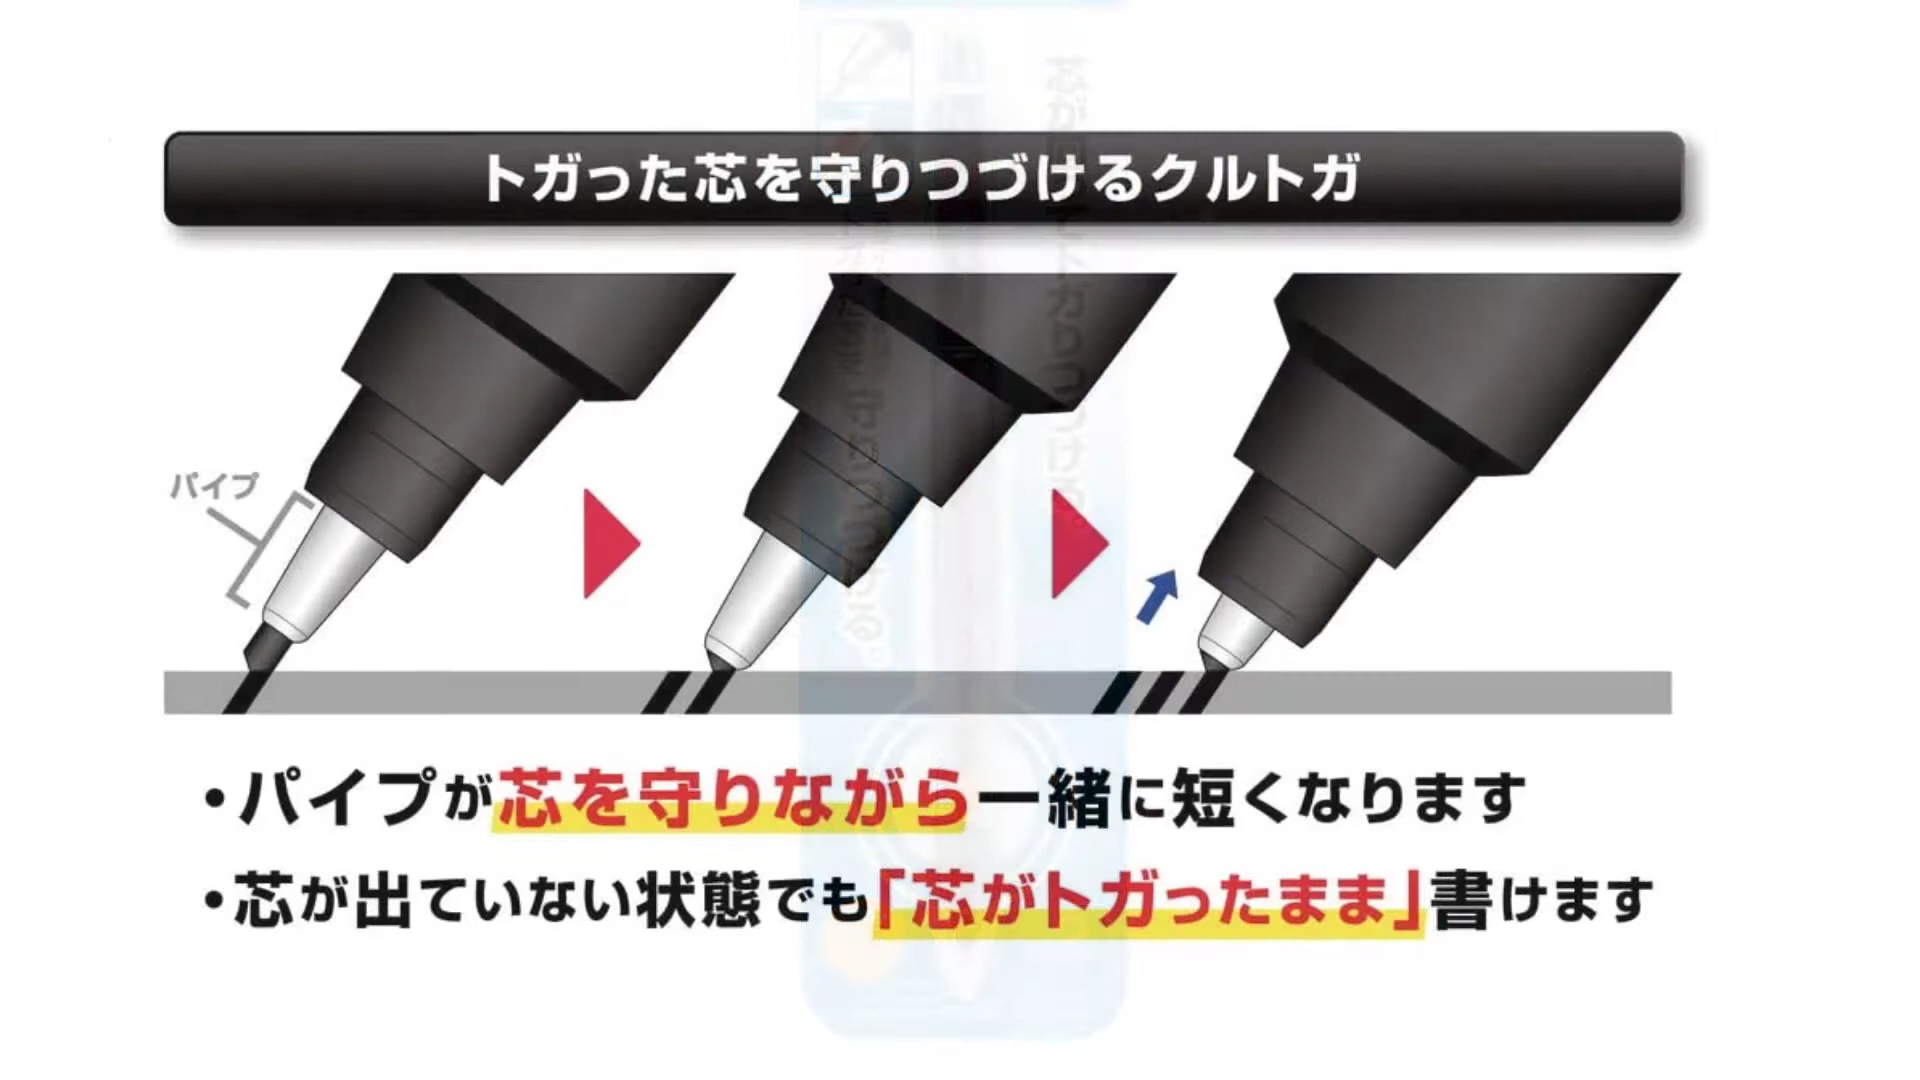 トガった芯を守りつづけるクルトガ
パイプ
・パイプが芯を守りながら一緒に短くなります
・芯が出ていない状態でも「芯がトガったまま」書けます